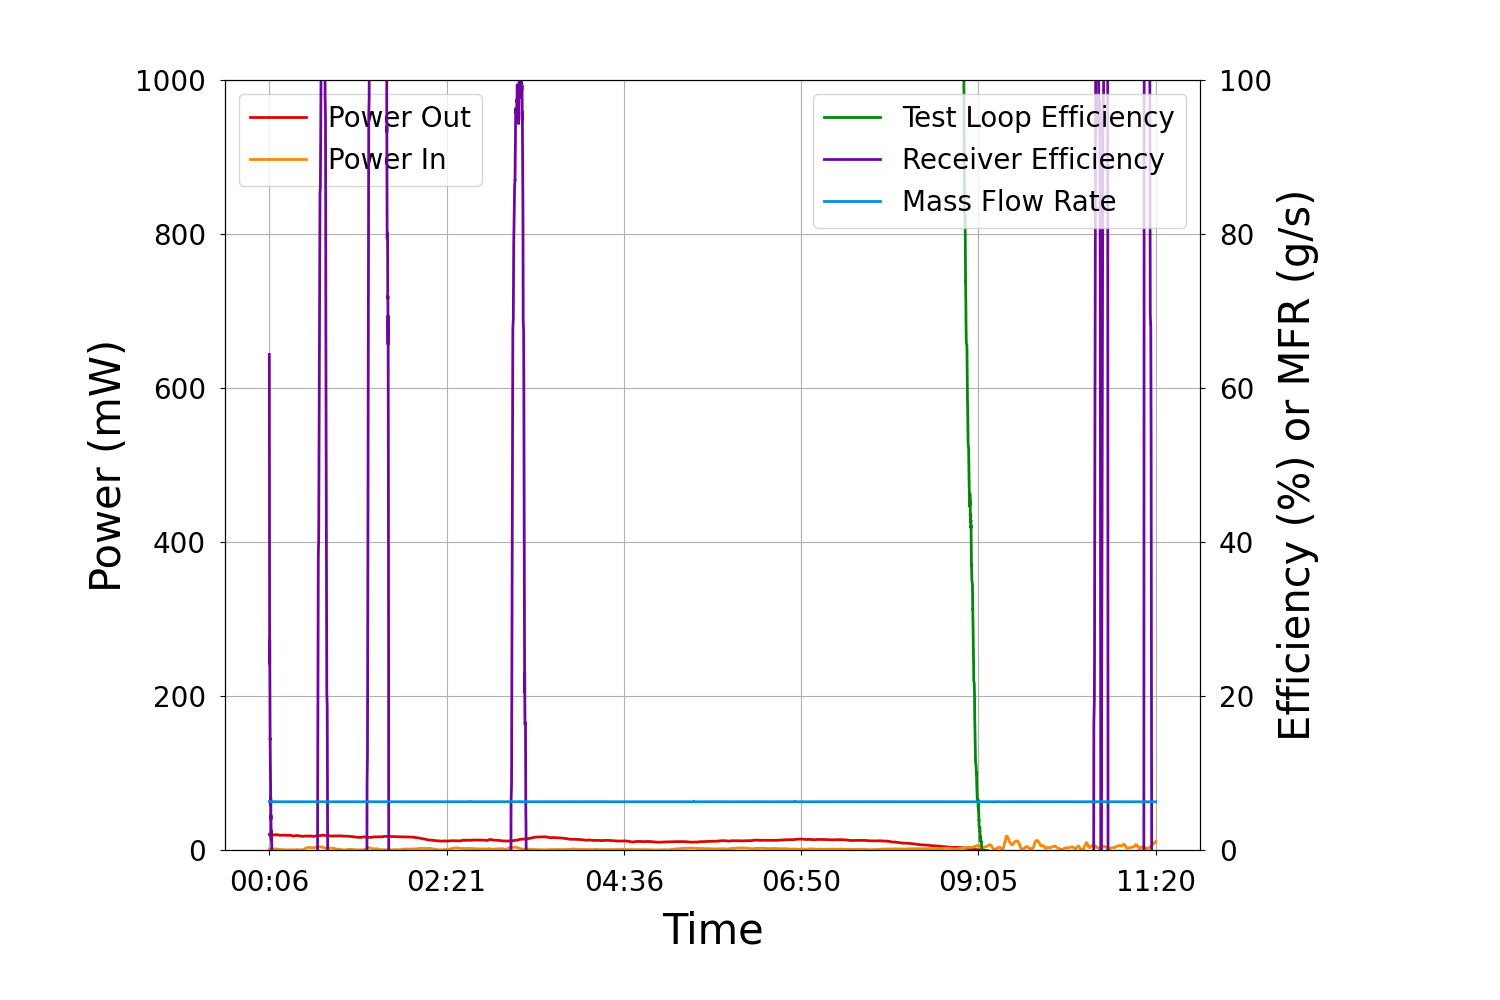 1000
800
600
400
200
0
Power (mW)
Power Out
Power In
Test Loop Efficiency
Receiver Efficiency
Mass Flow Rate
100
80
60
40
20
0
Efficiency (%) or MFR (g/s)
00:06 02:21 04:36 06:50 09:05 11:20
Time